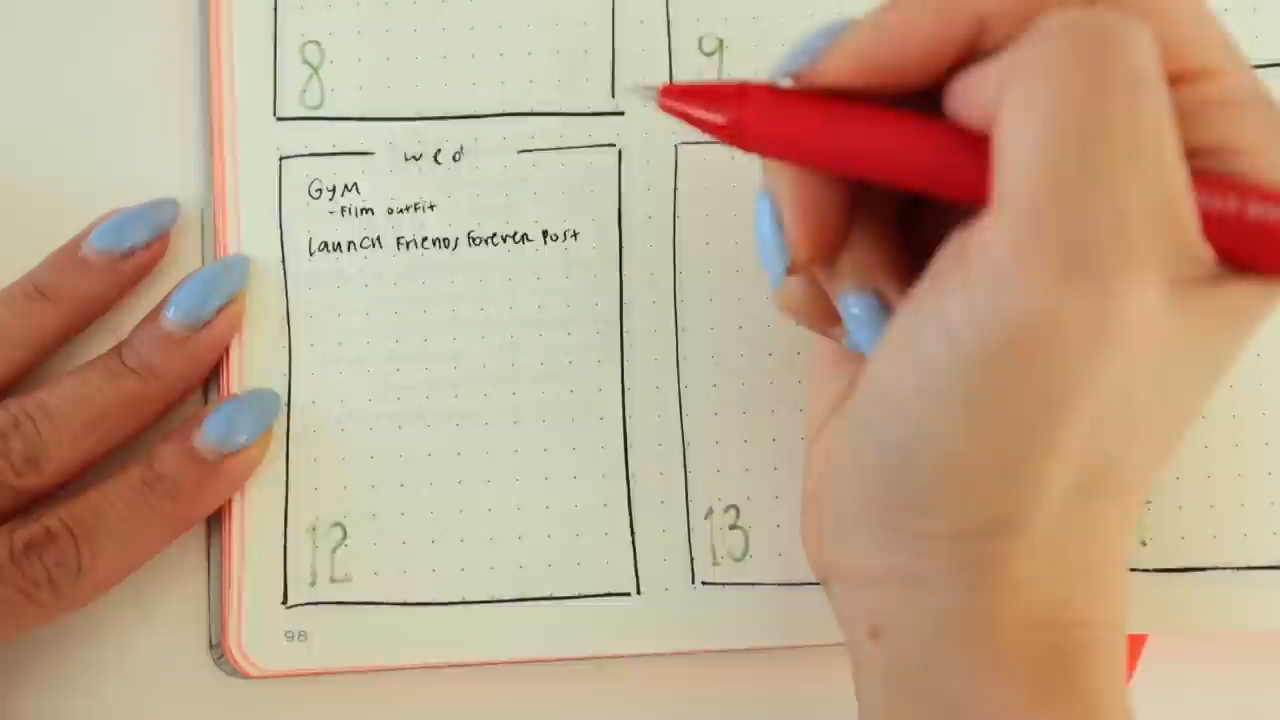 8
9
wed
Gym
- Film outfit
Launch Friends Forever Post
12
13
98